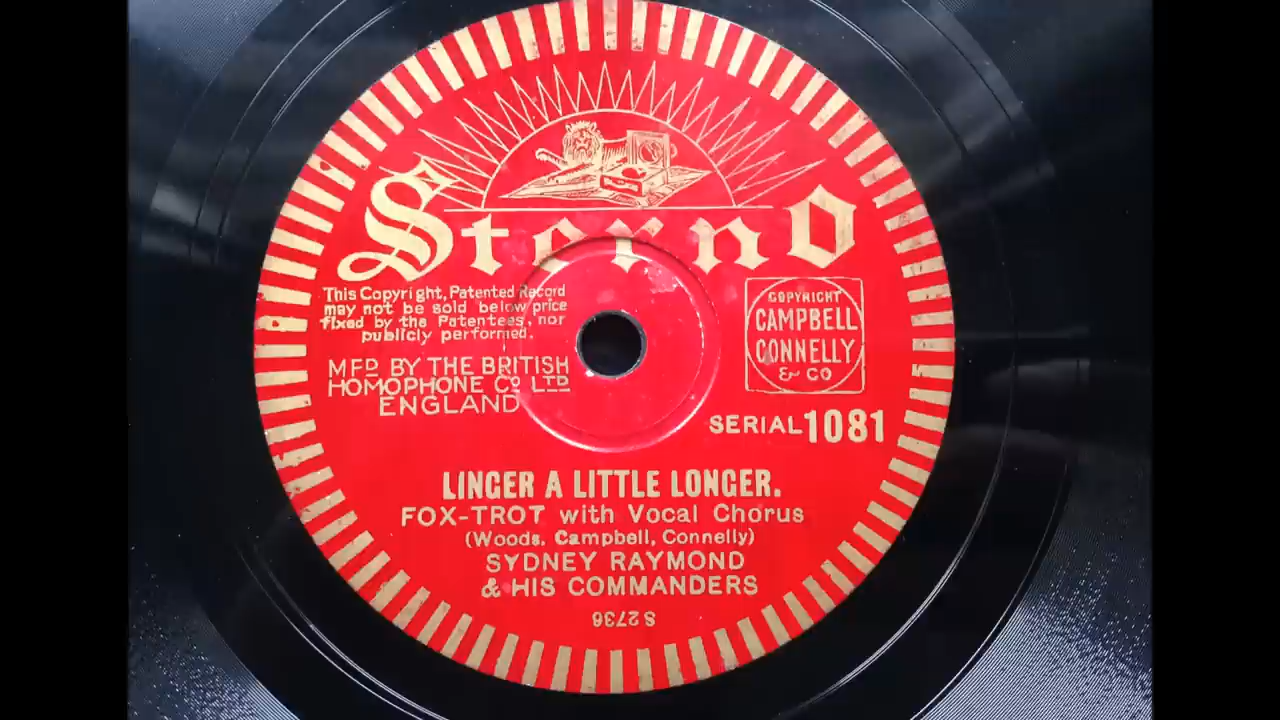 Sterno
This Copyright, Patented Record
may not be sold below price
fixed by the Patentees, nor
publicly performed.
MFD BY THE BRITISH
HOMOPHONE CO LTD
ENGLAND
COPYRIGHT
CAMPBELL
CONNELLY
& CO
SERIAL 1081
LINGER A LITTLE LONGER.
FOX-TROT with Vocal Chorus
(Woods. Campbell, Connelly)
SYDNEY RAYMOND
& HIS COMMANDERS
S 2736